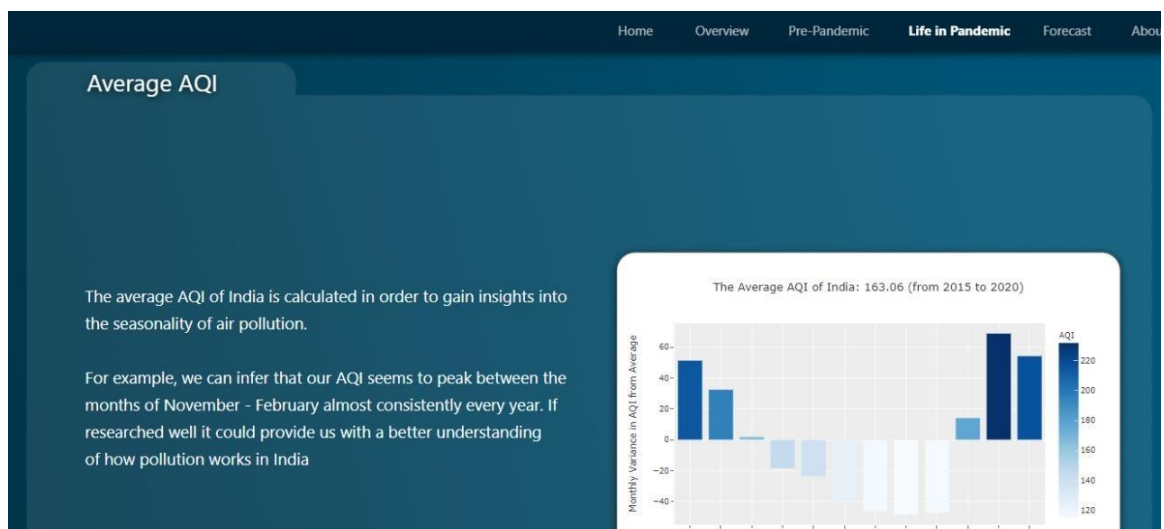 Home Overview Pre-Pandemic Life in Pandemic Forecast
Average AQI
The average AQI of India is calculated in order to gain insights into
the seasonality of air pollution.
For example, we can infer that our AQI seems to peak between the
months of November - February almost consistently every year. If
researched well it could provide us with a better understanding
of how pollution works in India
The Average AQI of India: 163.06 (from 2015 to 2020)
Monthly Variance in AQI from Average
60
40
20
0
−20
−40
AQI
220
200
180
160
140
120